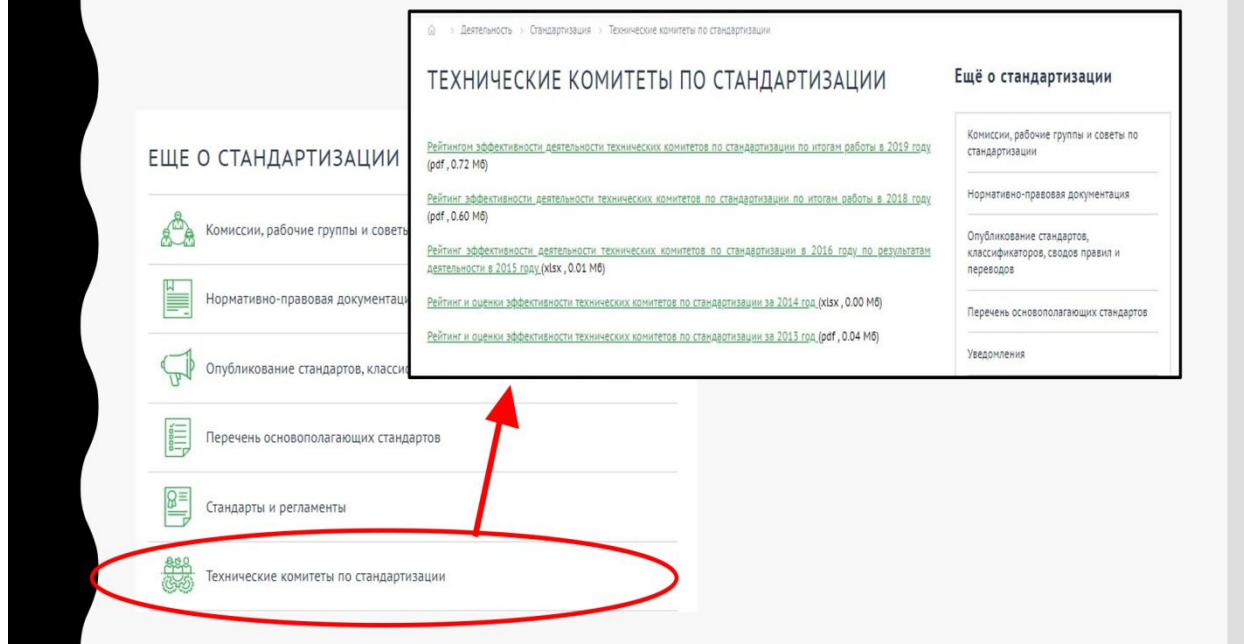 Деятельность > Стандартизация > Технические комитеты по стандартизации
ТЕХНИЧЕСКИЕ КОМИТЕТЫ ПО СТАНДАРТИЗАЦИИ
Рейтингом эффективности деятельности технических комитетов по стандартизации по итогам работы в 2019 году
(pdf , 0.72 Мб)
Рейтинг эффективности деятельности технических комитетов по стандартизации по итогам работы в 2018 году
(pdf , 0.60 Мб)
Рейтинг эффективности деятельности технических комитетов по стандартизации в 2016 году по результатам
деятельности в 2015 году (xlsx , 0.01 Мб)
Рейтинг и оценки эффективности технических комитетов по стандартизации за 2014 год (xlsx , 0.00 Мб)
Рейтинг и оценки эффективности технических комитетов по стандартизации за 2013 год (pdf , 0.04 Мб)
Ещё о стандартизации
Комиссии, рабочие группы и советы по
стандартизации
Нормативно-правовая документация
Опубликование стандартов,
классификаторов, сводов правил и
переводов
Перечень основополагающих стандартов
Уведомления
ЕЩЕ О СТАНДАРТИЗАЦИИ
Комиссии, рабочие группы и советы
Нормативно-правовая документаци
Опубликование стандартов, класси
Перечень основополагающих стандартов
Стандарты и регламенты
Технические комитеты по стандартизации